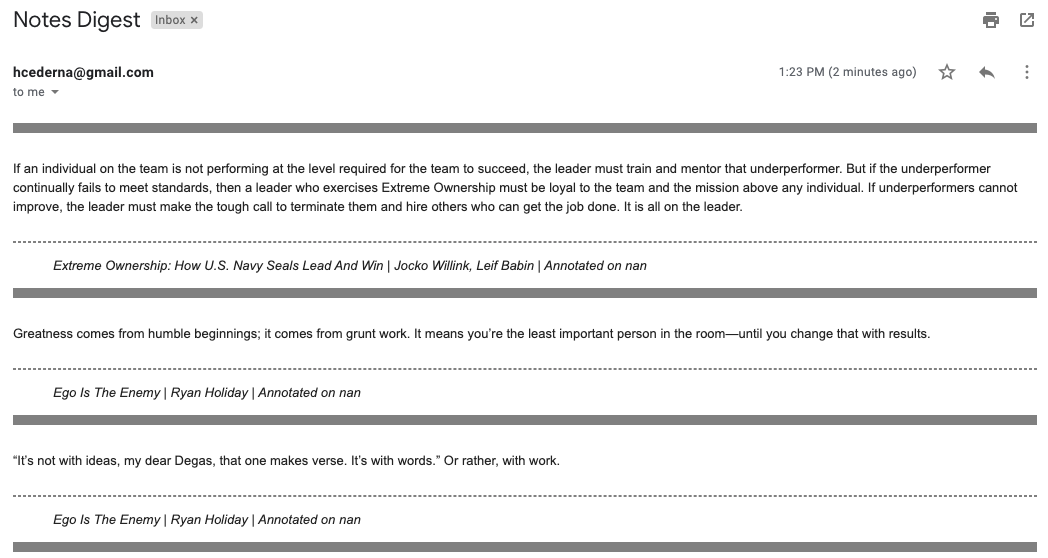 Notes Digest Inbox ×
hcederna@gmail.com 1:23 PM (2 minutes ago)
to me
If an individual on the team is not performing at the level required for the team to succeed, the leader must train and mentor that underperformer. But if the underperformer
continually fails to meet standards, then a leader who exercises Extreme Ownership must be loyal to the team and the mission above any individual. If underperformers cannot
improve, the leader must make the tough call to terminate them and hire others who can get the job done. It is all on the leader.
Extreme Ownership: How U.S. Navy Seals Lead And Win | Jocko Willink, Leif Babin | Annotated on nan
Greatness comes from humble beginnings; it comes from grunt work. It means you’re the least important person in the room—until you change that with results.
Ego Is The Enemy | Ryan Holiday | Annotated on nan
“It’s not with ideas, my dear Degas, that one makes verse. It’s with words.” Or rather, with work.
Ego Is The Enemy | Ryan Holiday | Annotated on nan